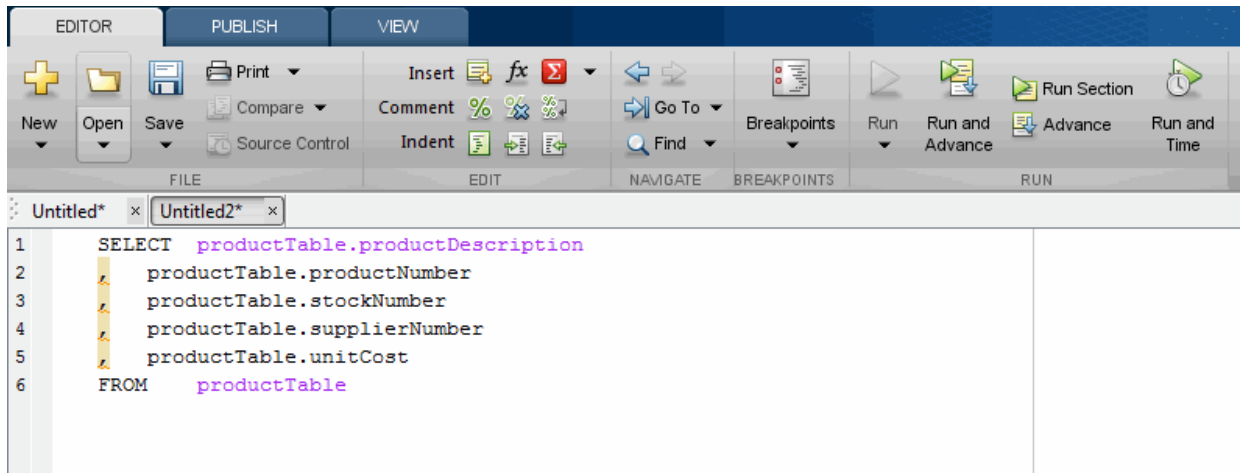 EDITOR PUBLISH VIEW
New
Open
Save
Print
Compare
Source Control
FILE
Insert fx Σ
Comment % % %
Indent
EDIT
Go To
Find
NAVIGATE
Breakpoints
BREAKPOINTS
Run
Run and Advance
Run Section
Advance
Run and Time
RUN
Untitled* × Untitled2* ×
1 SELECT productTable.productDescription
2 , productTable.productNumber
3 , productTable.stockNumber
4 , productTable.supplierNumber
5 , productTable.unitCost
6 FROM productTable